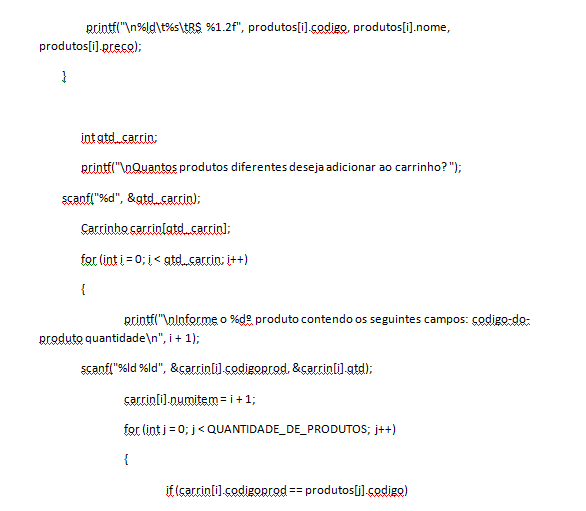 printf("\n%ld\t%s\tR$ %1.2f", produtos[i].codigo, produtos[i].nome,
produtos[i].preco);
}
int qtd_carrin;
printf("\nQuantos produtos diferentes deseja adicionar ao carrinho? ");
scanf("%d", &qtd_carrin);
Carrinho carrin[qtd_carrin];
for (int i = 0; i < qtd_carrin; i++)
{
printf("\nInforme o %dº produto contendo os seguintes campos: codigo-do-
produto quantidade\n", i + 1);
scanf("%ld %ld", &carrin[i].codigoprod, &carrin[i].qtd);
carrin[i].numitem = i + 1;
for (int j = 0; j < QUANTIDADE_DE_PRODUTOS; j++)
{
if (carrin[i].codigoprod == produtos[j].codigo)